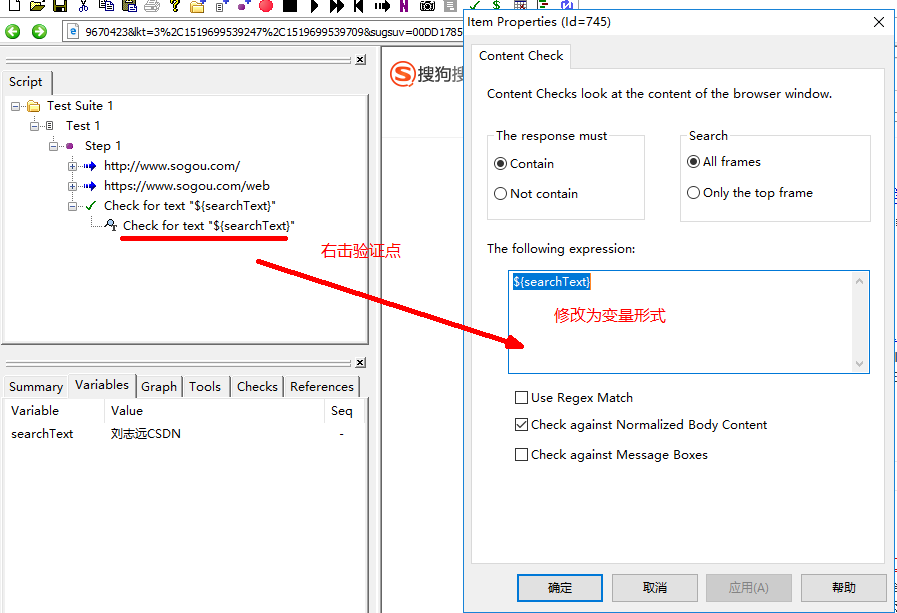 Item Properties (Id=745)
9670423&lkt=3%2C1519699539247%2C1519699539709&sugsuv=00DD1785
Script
Test Suite 1
Test 1
Step 1
http://www.sogou.com/
https://www.sogou.com/web
Check for text "${searchText}"
Check for text "${searchText}"
搜狗搜
右击验证点
Content Check
Content Checks look at the content of the browser window.
The response must
Contain
Not contain
Search
All frames
Only the top frame
The following expression:
${searchText}
修改为变量形式
Use Regex Match
Check against Normalized Body Content
Check against Message Boxes
确定
取消
应用(A)
帮助
Summary Variables Graph Tools Checks References
Variable Value Seq
searchText 刘志远CSDN -